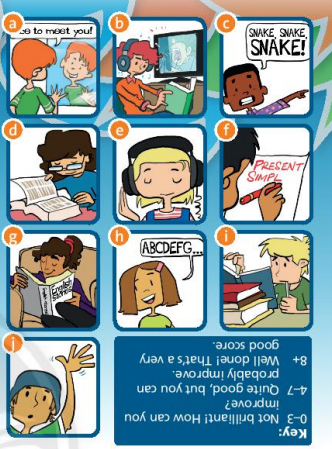 a
ce to meet you!
b
c
SNAKE, SNAKE,
SNAKE!
d
e
f
PRESENT
SIMPL
g
English
h
ABCDEFG...
i
j
Key:
0–3 Not brilliant! How can you
improve?
4–7 Quite good, but you can
probably improve.
8+ Well done! That's a very
good score.